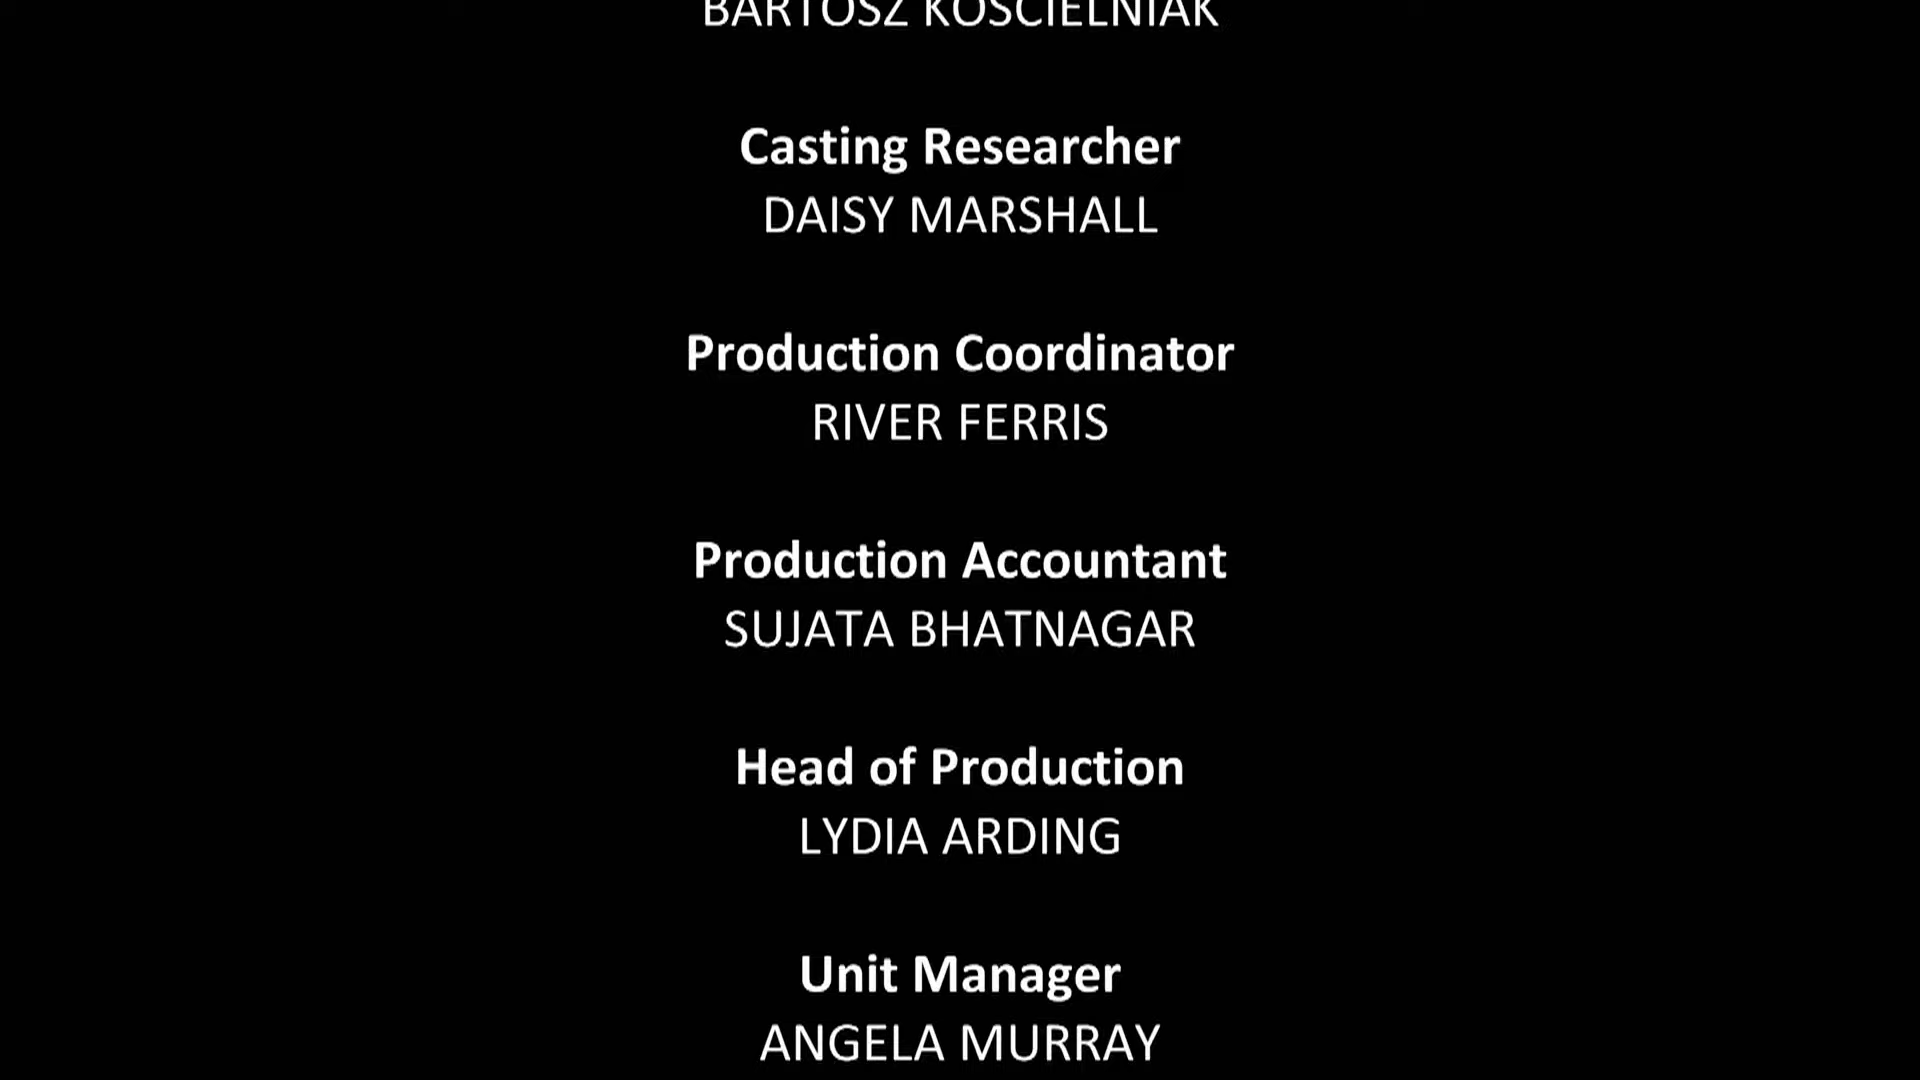 BARTOSZ KOSCIELNIAK
Casting Researcher
DAISY MARSHALL
Production Coordinator
RIVER FERRIS
Production Accountant
SUJATA BHATNAGAR
Head of Production
LYDIA ARDING
Unit Manager
ANGELA MURRAY